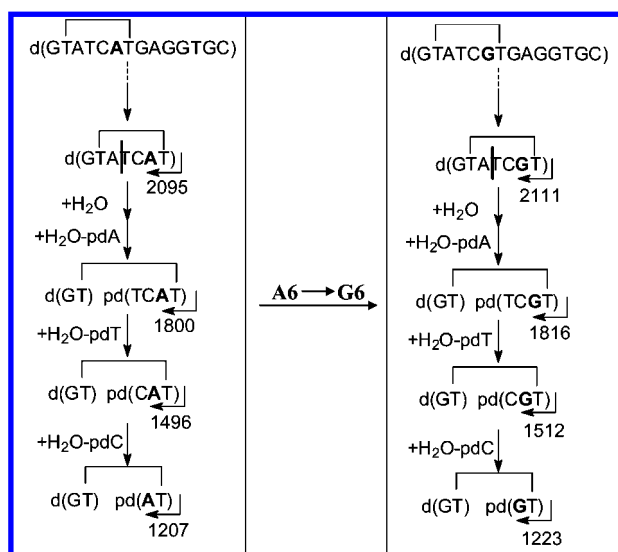 d(GTATCATGAGGTGC)
d(GTATCAT)
2095
+H₂O
+H₂O-pdA
d(GT) pd(TCAT)
1800
+H₂O-pdT
d(GT) pd(CAT)
1496
+H₂O-pdC
d(GT) pd(AT)
1207
A6→G6
d(GTATCGTGAGGTGC)
d(GTATCGT)
2111
+H₂O
+H₂O-pdA
d(GT) pd(TCGT)
1816
+H₂O-pdT
d(GT) pd(CGT)
1512
+H₂O-pdC
d(GT) pd(GT)
1223